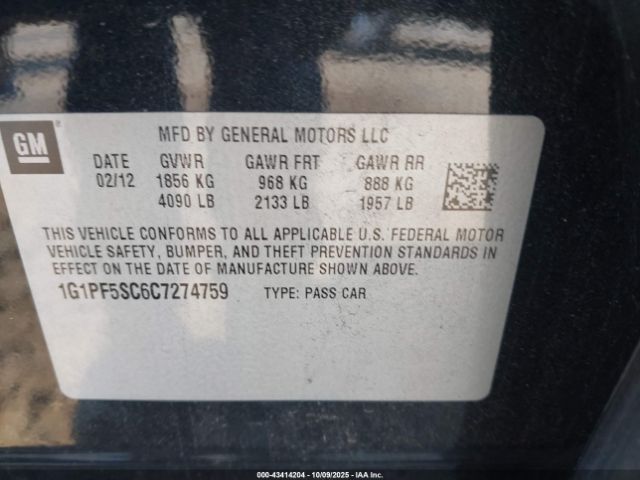 GM®
MFD BY GENERAL MOTORS LLC
DATE GVWR GAWR FRT GAWR RR
02/12 1856 KG 968 KG 888 KG
4090 LB 2133 LB 1957 LB
THIS VEHICLE CONFORMS TO ALL APPLICABLE U.S. FEDERAL MOTOR
VEHICLE SAFETY, BUMPER, AND THEFT PREVENTION STANDARDS IN
EFFECT ON THE DATE OF MANUFACTURE SHOWN ABOVE.
1G1PF5SC6C7274759 TYPE: PASS CAR
000-43414204 10/09/2025 - IAA Inc.